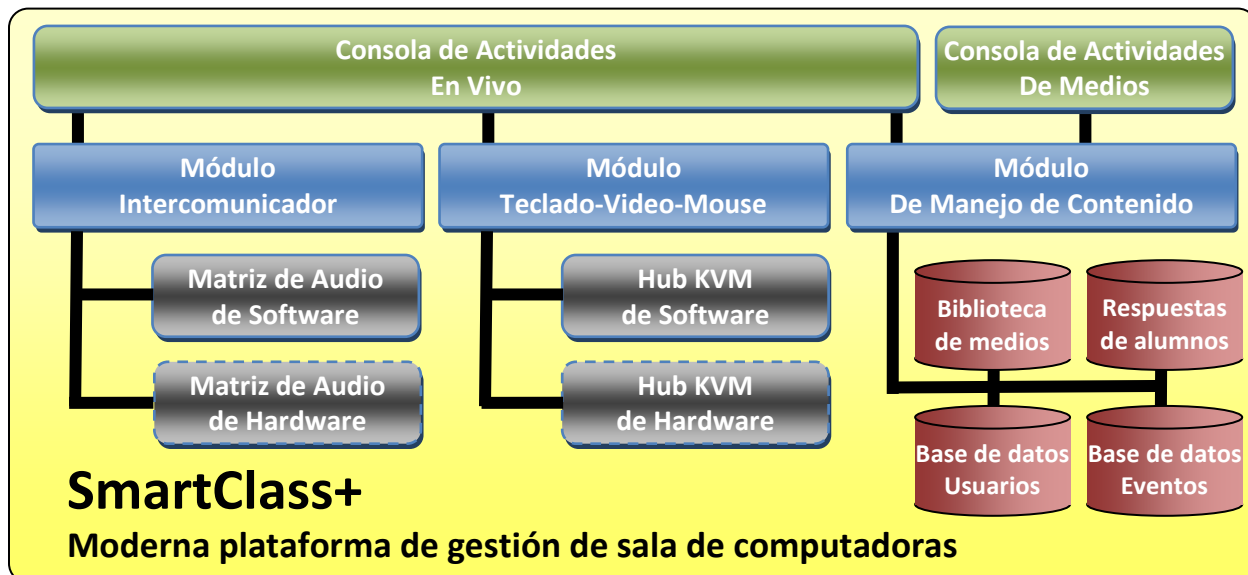 Consola de Actividades
En Vivo
Consola de Actividades
De Medios
Módulo
Intercomunicador
Módulo
Teclado-Video-Mouse
Módulo
De Manejo de Contenido
Matriz de Audio
de Software
Hub KVM
de Software
Biblioteca
de medios
Respuestas
de alumnos
Matriz de Audio
de Hardware
Hub KVM
de Hardware
Base de datos
Usuarios
Base de datos
Eventos
SmartClass+
Moderna plataforma de gestión de sala de computadoras